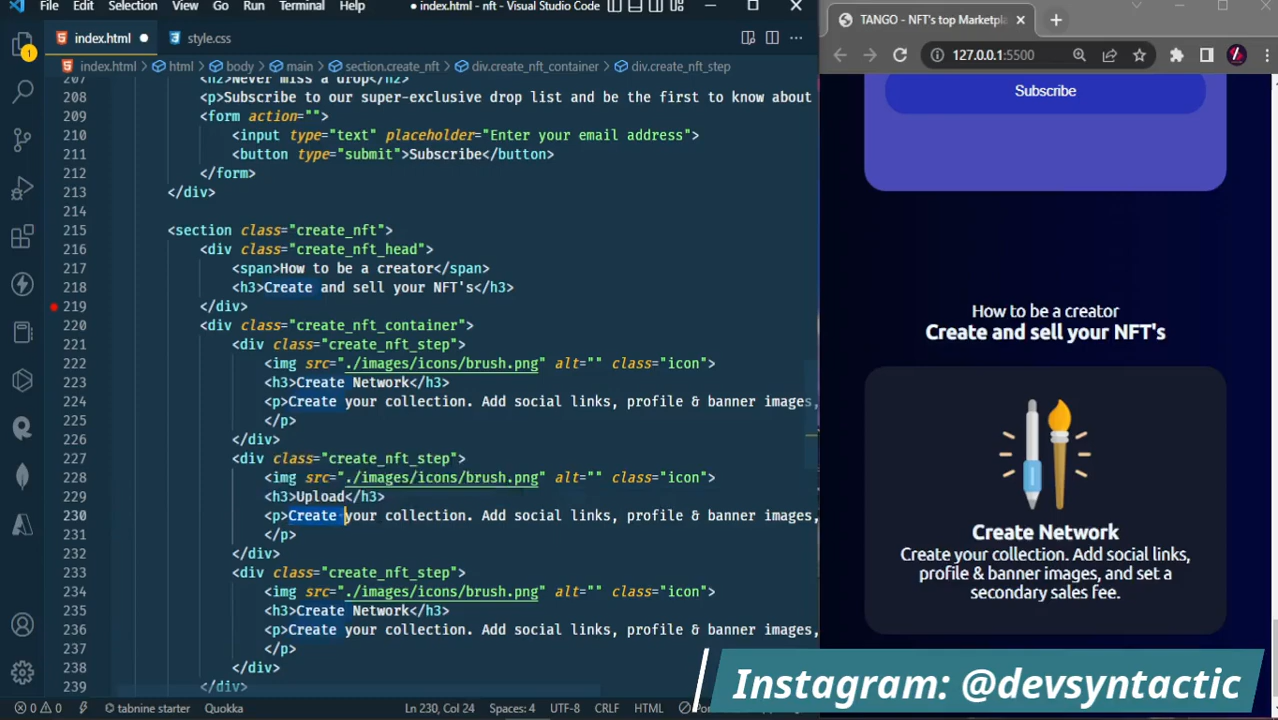 File Edit Selection View Go Run Terminal Help ● index.html - nft - Visual Studio Code
TANGO - NFT's top Marketpla
index.html
style.css
127.0.0.1:5500
index.html > html > body > main > section.create_nft > div.create_nft_container > div.create_nft_step
207 <h2>Never miss a drop</h2>
208 <p>Subscribe to our super-exclusive drop list and be the first to know about
209 <form action="">
210 <input type="text" placeholder="Enter your email address">
211 <button type="submit">Subscribe</button>
212 </form>
213 </div>
214
215 <section class="create_nft">
216 <div class="create_nft_head">
217 <span>How to be a creator</span>
218 <h3>Create and sell your NFT's</h3>
219 </div>
220 <div class="create_nft_container">
221 <div class="create_nft_step">
222 <img src="./images/icons/brush.png" alt="" class="icon">
223 <h3>Create Network</h3>
224 <p>Create your collection. Add social links, profile & banner images,
225 </p>
226 </div>
227 <div class="create_nft_step">
228 <img src="./images/icons/brush.png" alt="" class="icon">
229 <h3>Upload</h3>
230 <p>Create your collection. Add social links, profile & banner images,
231 </p>
232 </div>
233 <div class="create_nft_step">
234 <img src="./images/icons/brush.png" alt="" class="icon">
235 <h3>Create Network</h3>
236 <p>Create your collection. Add social links, profile & banner images,
237 </p>
238 </div>
239 </div>
1
Subscribe
How to be a creator
Create and sell your NFT's
Create Network
Create your collection. Add social links,
profile & banner images, and set a
secondary sales fee.
Instagram: @devsyntactic
0 0 tabnine starter Quokka Ln 230, Col 24 Spaces: 4 UTF-8 CRLF HTML